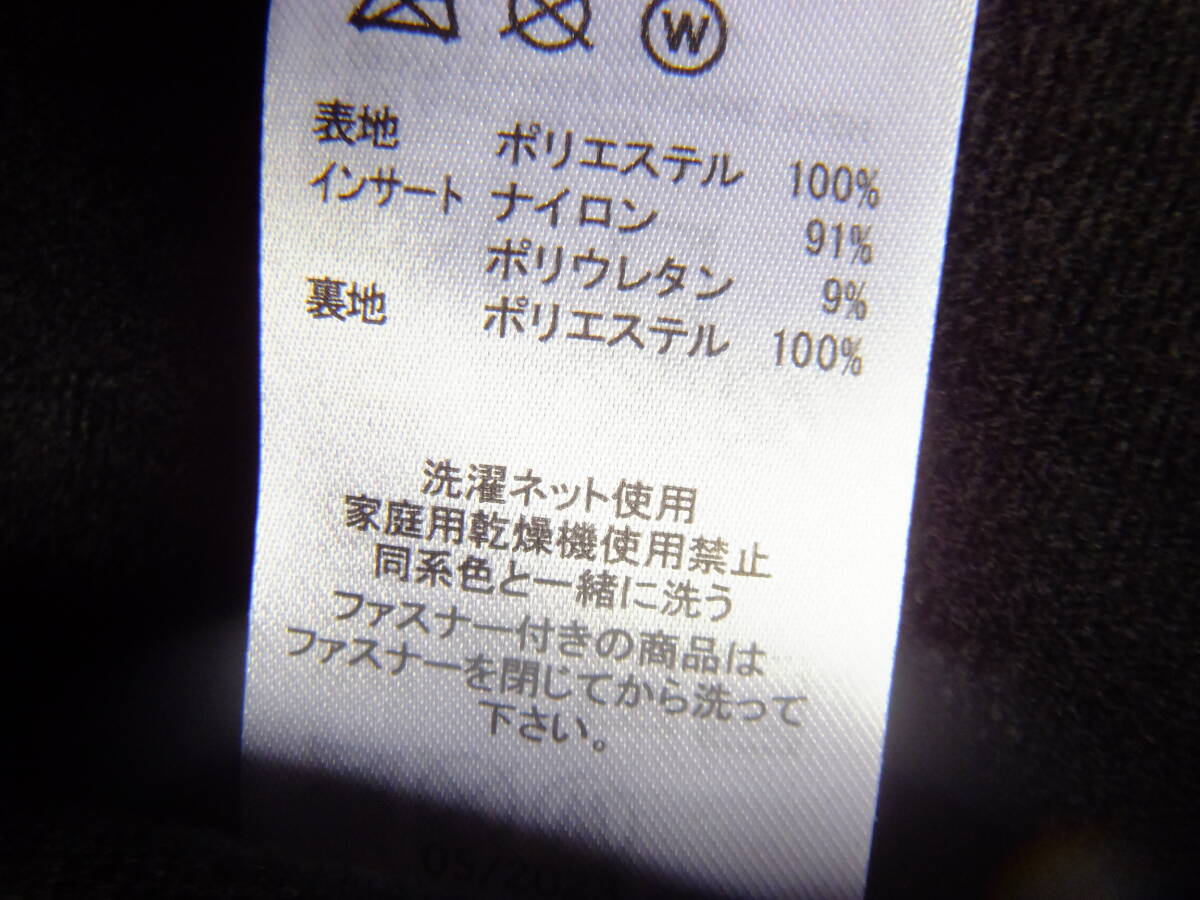 W
表地 ポリエステル 100%
インサート ナイロン 91%
ポリウレタン 9%
裏地 ポリエステル 100%
洗濯ネット使用
家庭用乾燥機使用禁止
同系色と一緒に洗う
ファスナー付きの商品は
ファスナーを閉じてから洗って
下さい。